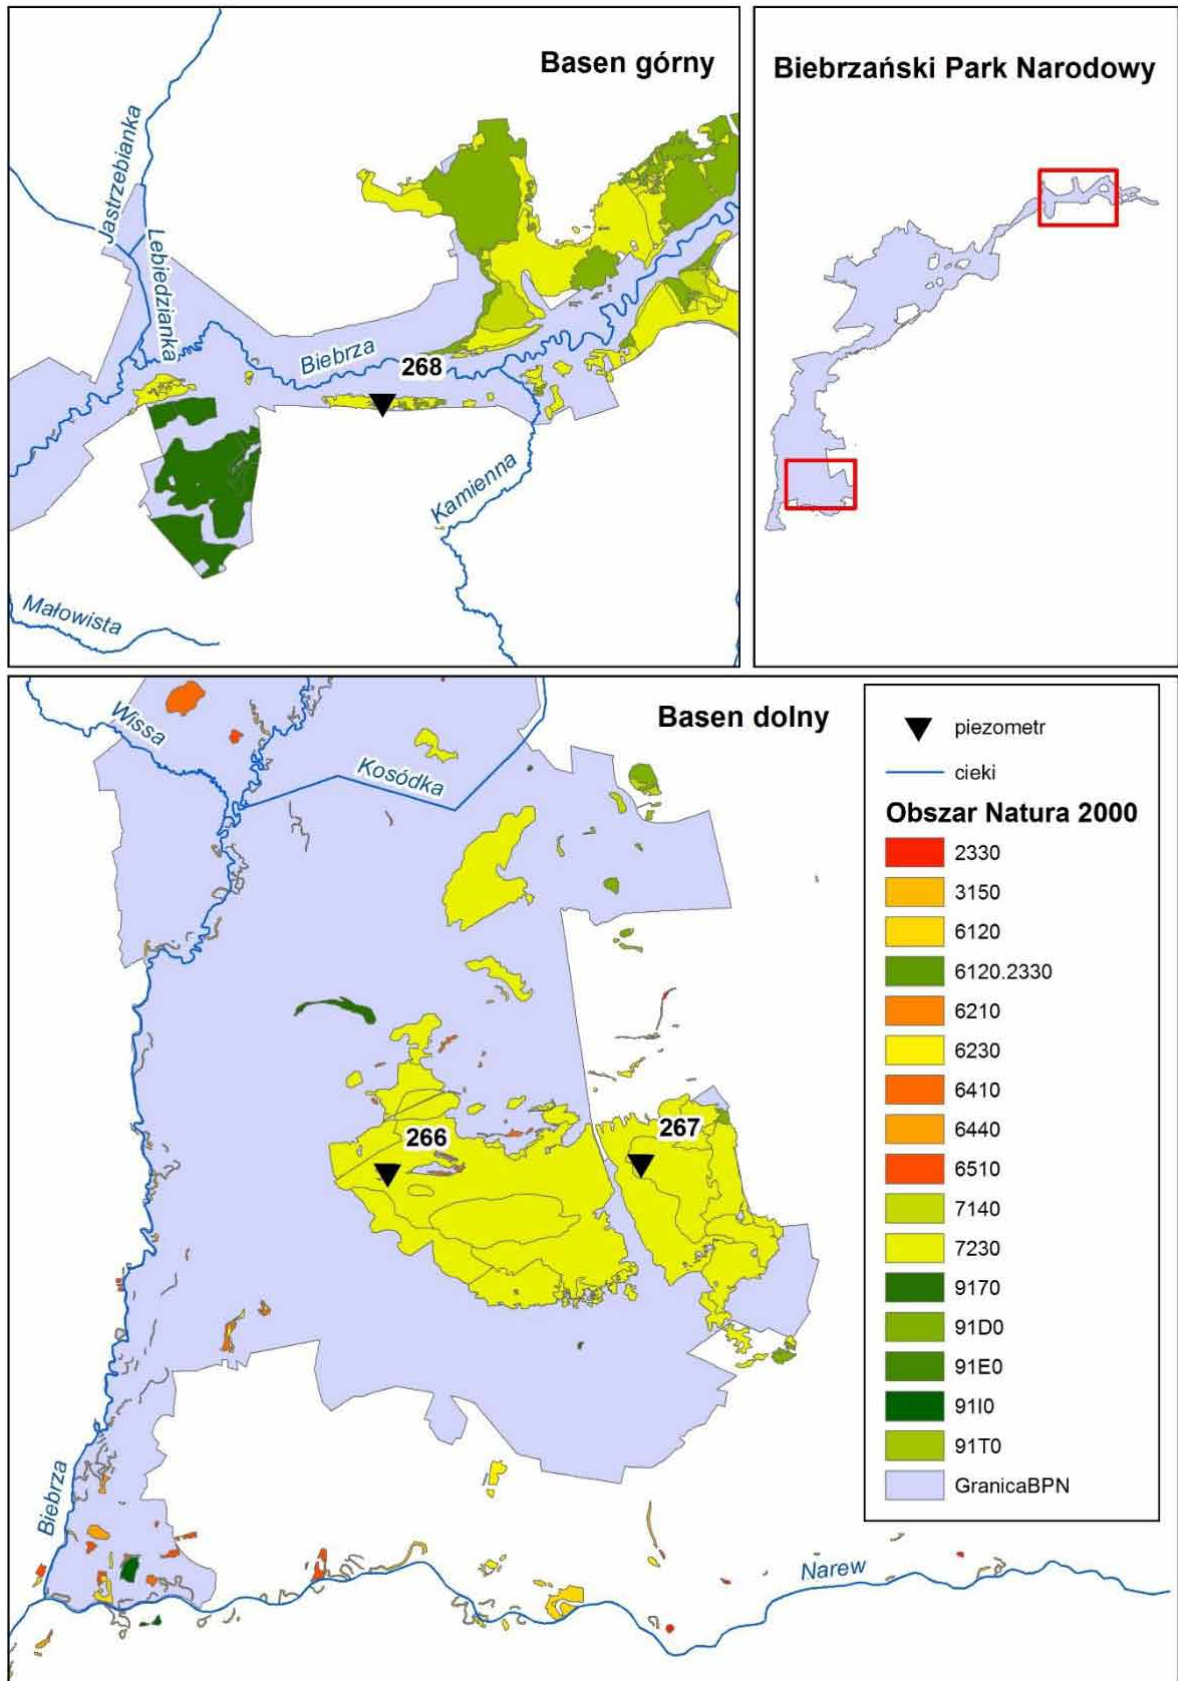 Basen górny
Jastrzebianka
Lebiedzianka
Biebrza
268
Kamienna
Małowista
Biebrzański Park Narodowy
Basen dolny
Wissa
Kosódka
266
267
Biebrza
Narew
piezometr
cieki
Obszar Natura 2000
2330
3150
6120
6120.2330
6210
6230
6410
6440
6510
7140
7230
9170
91D0
91E0
91I0
91T0
GranicaBPN